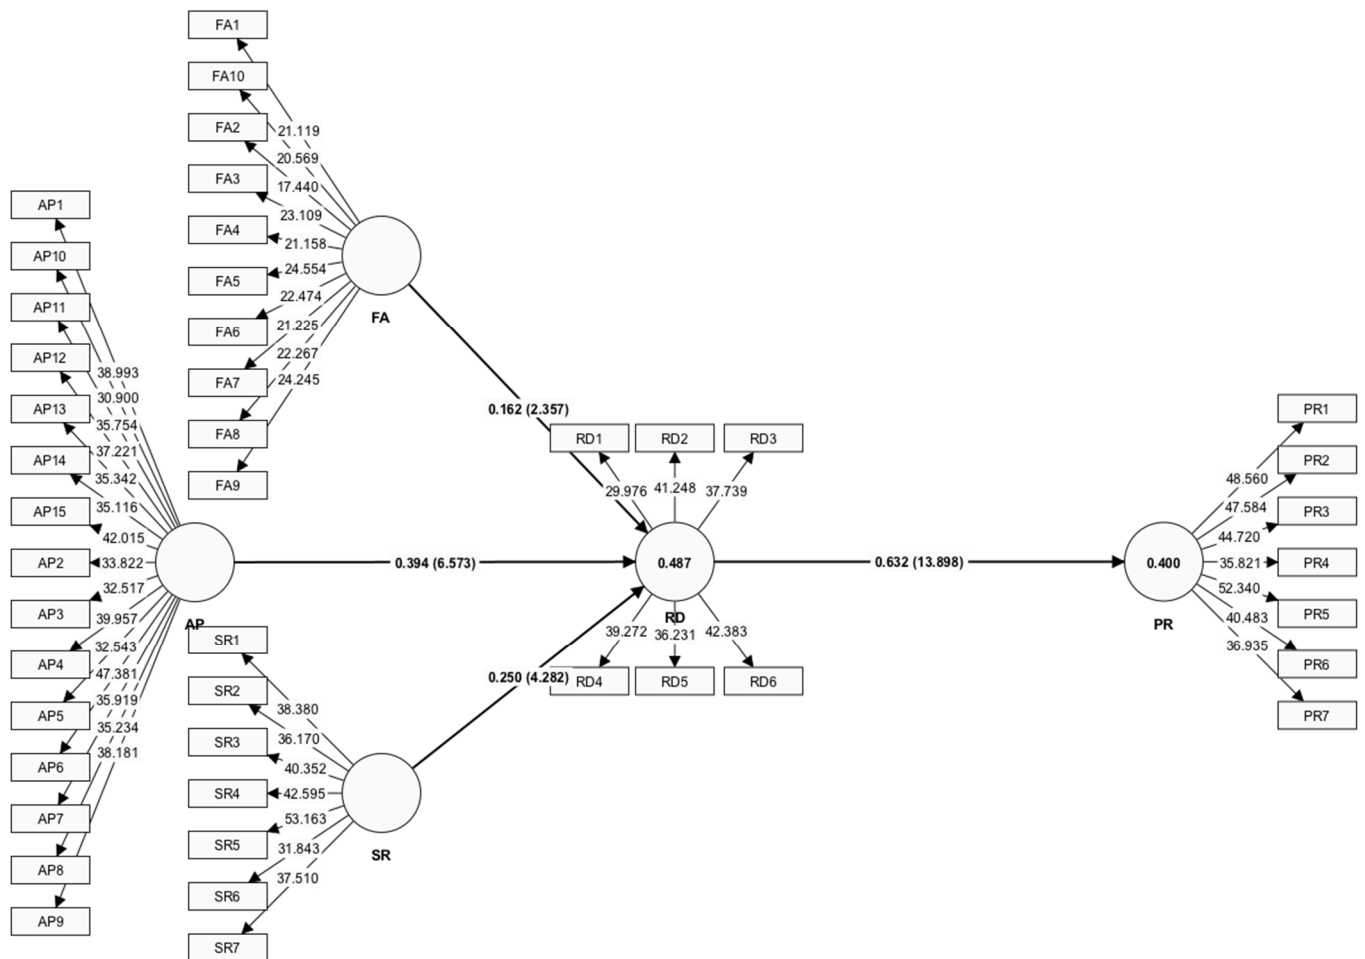 FA1
FA10
FA2
FA3
FA4
FA5
FA6
FA7
FA8
FA9
21.119
20.569
17.440
23.109
21.158
24.554
22.474
21.225
22.267
24.245
FA
AP1
AP10
AP11
AP12
AP13
AP14
AP15
AP2
AP3
AP4
AP5
AP6
AP7
AP8
AP9
38.993
30.900
35.754
37.221
35.342
35.116
42.015
33.822
32.517
39.957
32.543
47.381
35.919
35.234
38.181
AP
SR1
SR2
SR3
SR4
SR5
SR6
SR7
38.380
36.170
40.352
42.595
53.163
31.843
37.510
SR
0.162 (2.357)
0.394 (6.573)
0.250 (4.282)
RD1
RD2
RD3
29.976
41.248
37.739
0.487
RD
39.272
36.231
42.383
RD4
RD5
RD6
0.632 (13.898)
0.400
PR
48.560
47.584
44.720
35.821
52.340
40.483
36.935
PR1
PR2
PR3
PR4
PR5
PR6
PR7